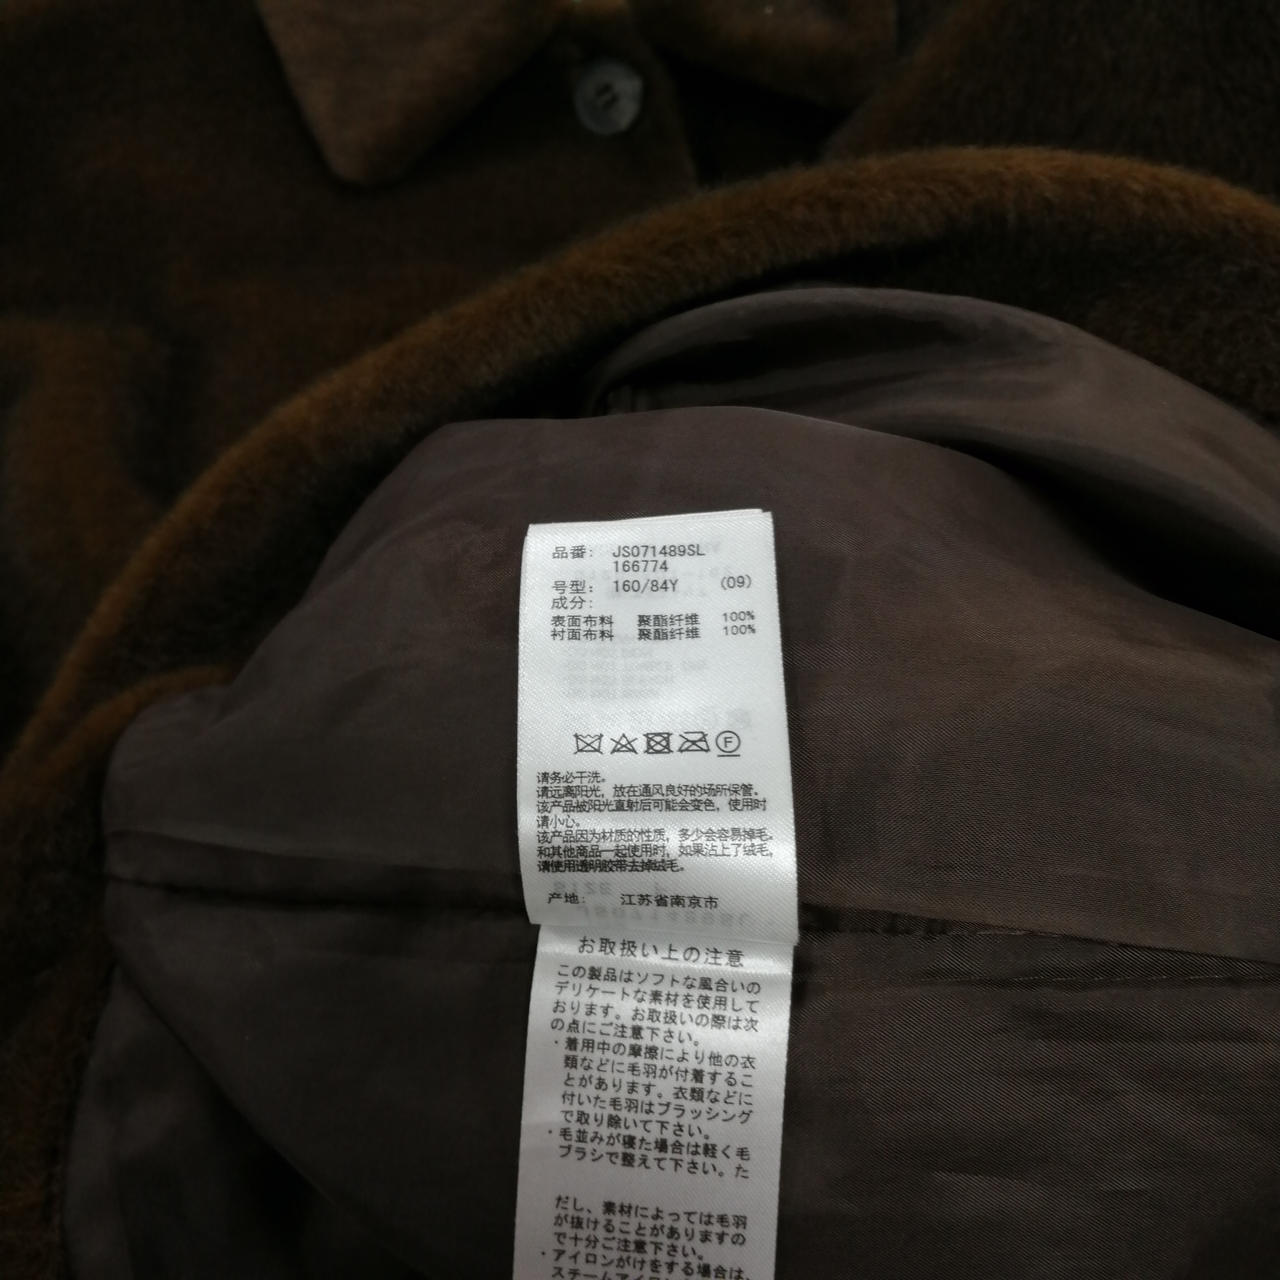 品番: JS071489SL
166774
号型: 160/84Y (09)
成分:
表面布料 聚酯纤维 100%
衬面布料 聚酯纤维 100%
F
请务必干洗。
请远离阳光，放在通风良好的场所保管。
该产品被阳光直射后可能会变色，使用时
请小心。
该产品因为材质的性质，多少会容易掉毛。
和其他商品一起使用时，如果沾上了绒毛，
请使用透明胶带去掉绒毛。
产地: 江苏省南京市
お取扱い上の注意
この製品はソフトな風合いの
デリケートな素材を使用して
おります。お取扱いの際は次
の点にご注意下さい。
・着用中の摩擦により他の衣
類などに毛羽が付着するこ
とがあります。衣類などに
付いた毛羽はブラッシング
で取り除いて下さい。
・毛並みが寝た場合は軽く毛
ブラシで整えて下さい。た
だし、素材によっては毛羽
が抜けることがありますの
で十分ご注意下さい。
・アイロンがけをする場合は、
スチームアイロン